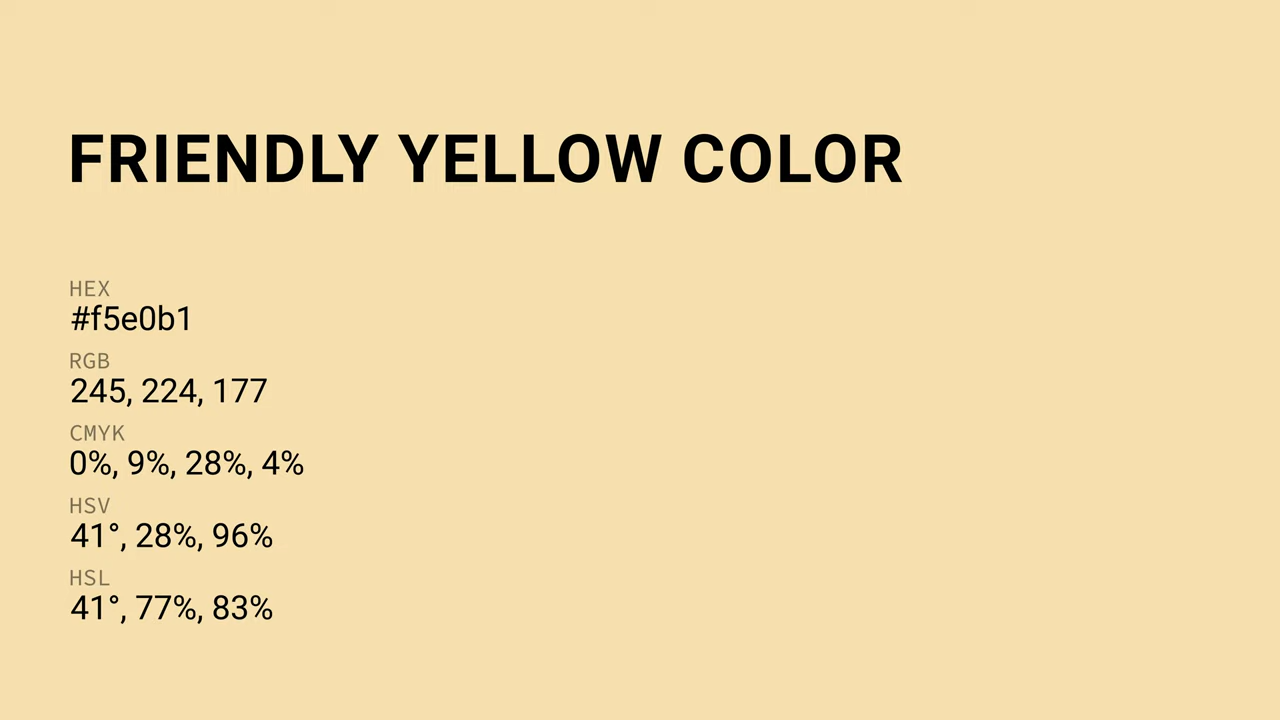 FRIENDLY YELLOW COLOR
HEX
#f5e0b1
RGB
245, 224, 177
CMYK
0%, 9%, 28%, 4%
HSV
41°, 28%, 96%
HSL
41°, 77%, 83%